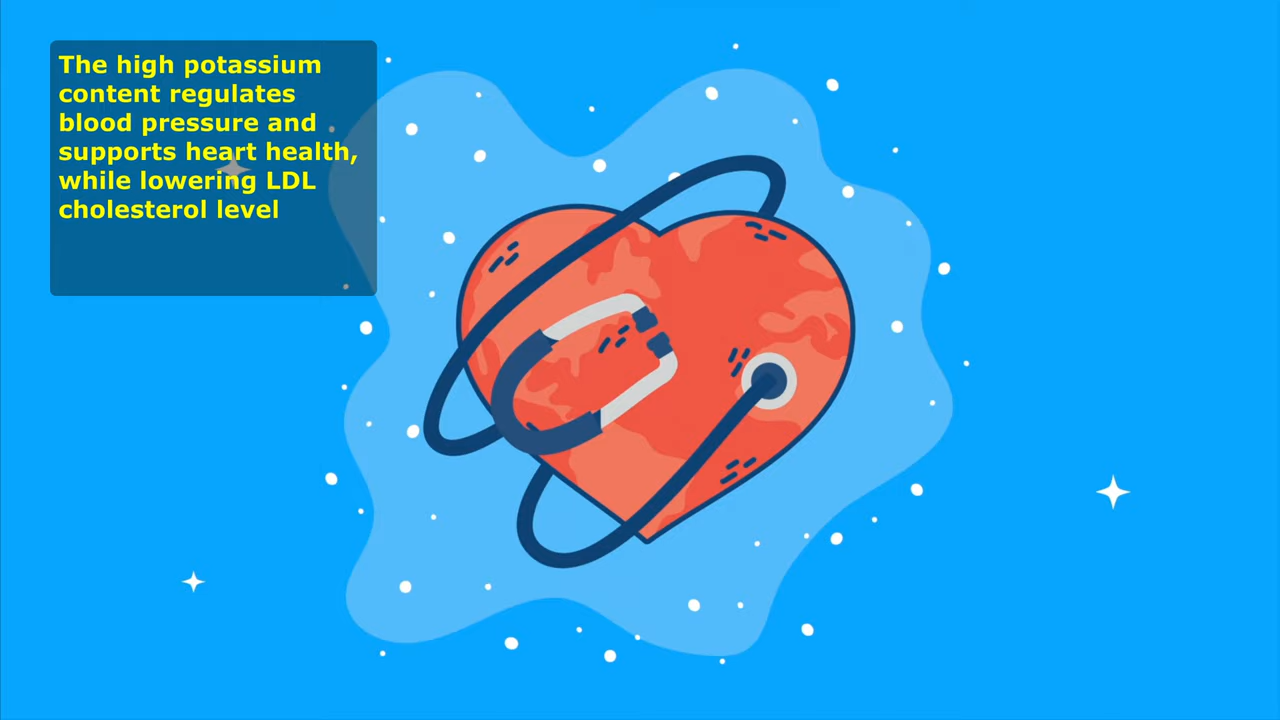 The high potassium
content regulates
blood pressure and
supports heart health,
while lowering LDL
cholesterol level